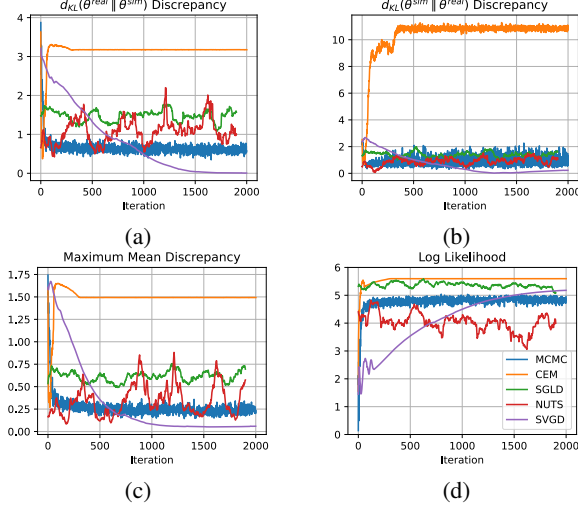 d_KL(θ^real ∥ θ^sim) Discrepancy
4
3
2
1
0
0 500 1000 1500 2000
Iteration
(a)
d_KL(θ^sim ∥ θ^real) Discrepancy
10
8
6
4
2
0
0 500 1000 1500 2000
Iteration
(b)
Maximum Mean Discrepancy
1,75
1,50
1,25
1,00
0,75
0,50
0,25
0,00
0 500 1000 1500 2000
Iteration
(c)
Log Likelihood
6
5
4
3
2
1
0
MCMC
CEM
SGLD
NUTS
SVGD
0 500 1000 1500 2000
Iteration
(d)